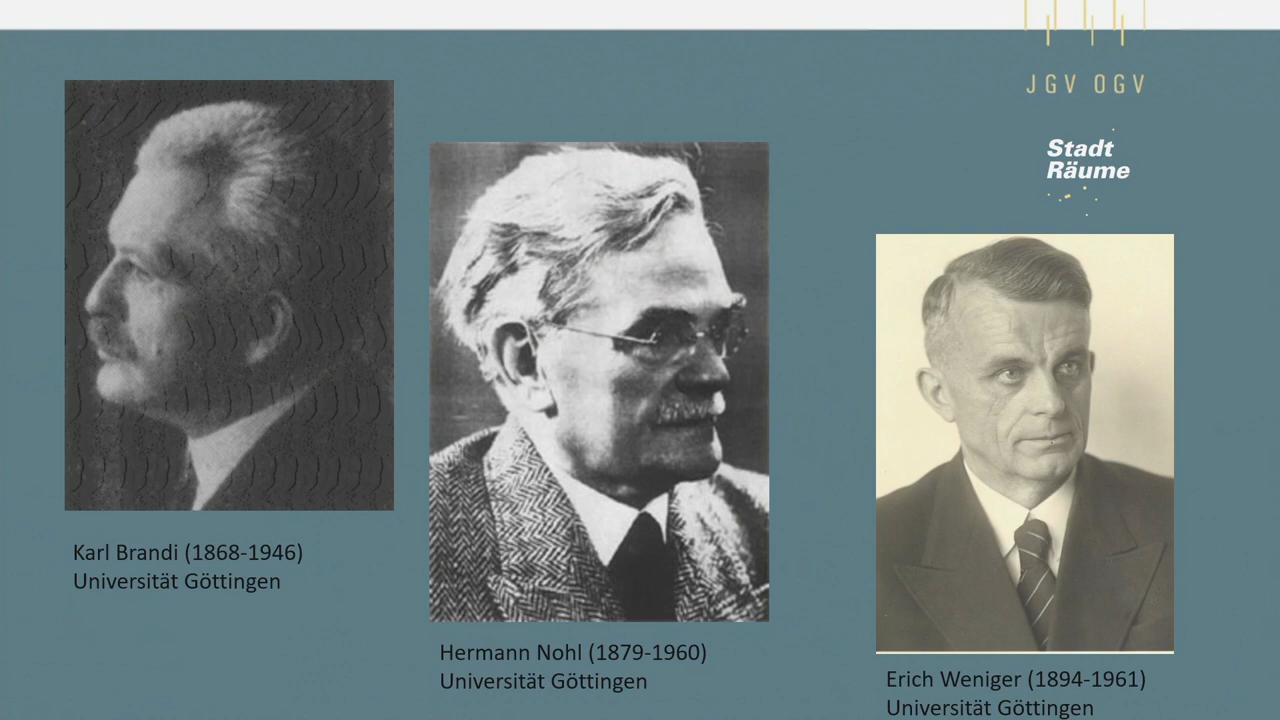 JGV OGV
Stadt
Räume
Karl Brandi (1868-1946)
Universität Göttingen
Hermann Nohl (1879-1960)
Universität Göttingen
Erich Weniger (1894-1961)
Universität Göttingen